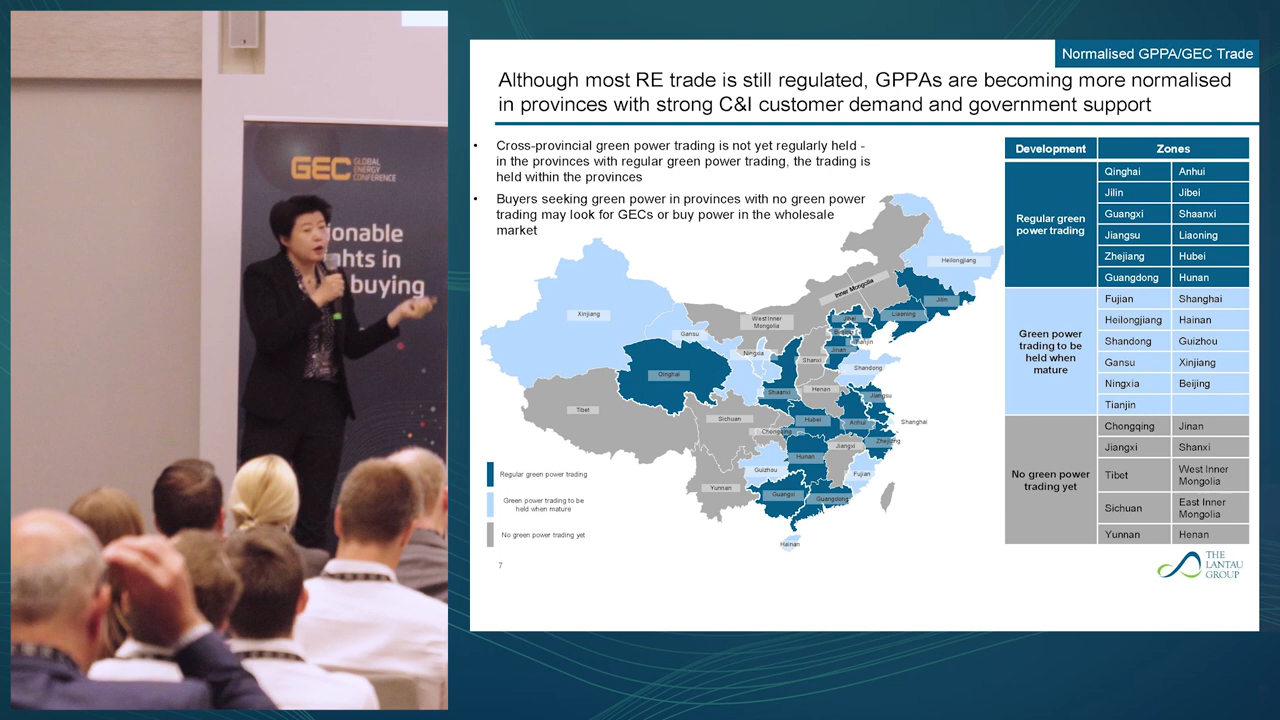 GEC GLOBAL
ENERGY
CONFERENCE
ionable
hts in
buying
Normalised GPPA/GEC Trade
Although most RE trade is still regulated, GPPAs are becoming more normalised
in provinces with strong C&I customer demand and government support
• Cross-provincial green power trading is not yet regularly held -
in the provinces with regular green power trading, the trading is
held within the provinces
• Buyers seeking green power in provinces with no green power
trading may look for GECs or buy power in the wholesale
market
Heilongjiang
Inner Mongolia
Jilin
Xinjiang
West Inner
Mongolia
Jibei
Liaoning
Gansu
Beijing
Tianjin
Ningxia
Jinan
Shanxi
Shandong
Qinghai
Shaanxi
Henan
Jiangsu
Tibet
Sichuan
Hubei
Anhui
Shanghai
Chongqing
Zhejiang
Jiangxi
Hunan
Guizhou
Fujian
Yunnan
Guangxi
Guangdong
Hainan
Regular green power trading
Green power trading to be
held when mature
No green power trading yet
7
Development Zones
Regular green
power trading
Qinghai Anhui
Jilin Jibei
Guangxi Shaanxi
Jiangsu Liaoning
Zhejiang Hubei
Guangdong Hunan
Green power
trading to be
held when
mature
Fujian Shanghai
Heilongjiang Hainan
Shandong Guizhou
Gansu Xinjiang
Ningxia Beijing
Tianjin
No green power
trading yet
Chongqing Jinan
Jiangxi Shanxi
Tibet West Inner
Mongolia
Sichuan East Inner
Mongolia
Yunnan Henan
THE
LANTAU
GROUP